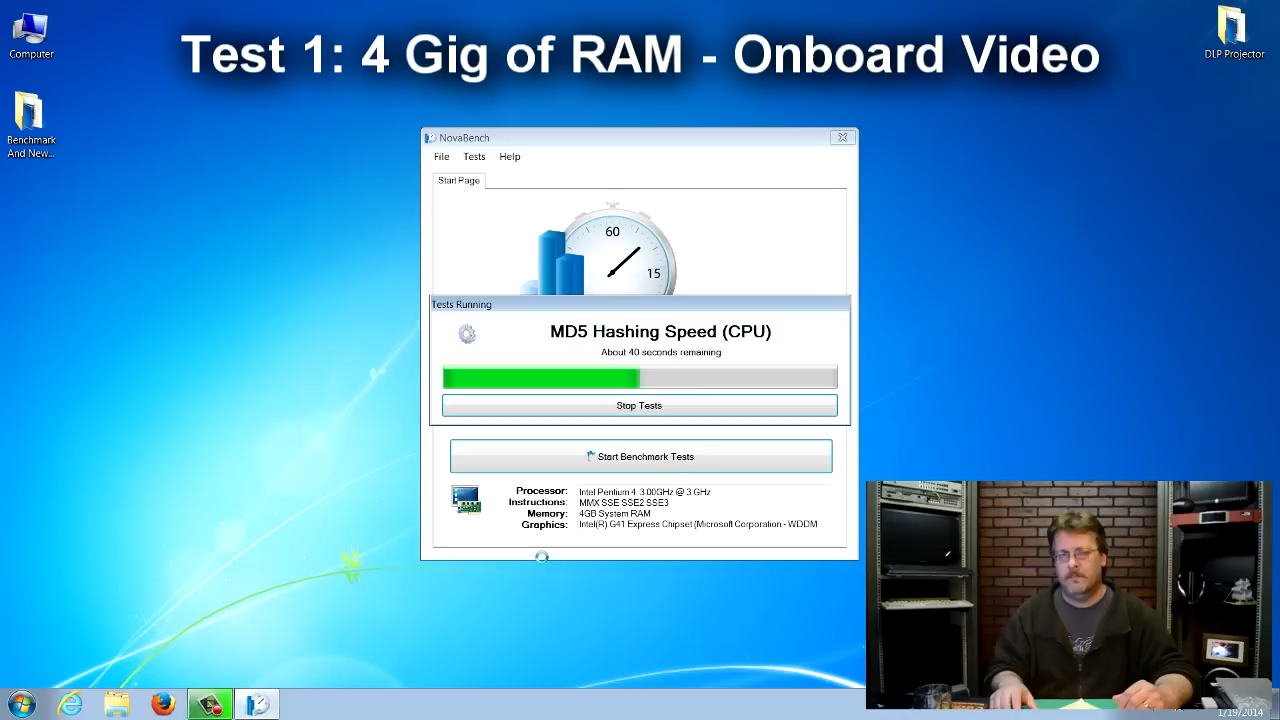 Test 1: 4 Gig of RAM - Onboard Video
Computer
DLP Projector
Benchmark
And New...
NovaBench
File Tests Help
Start Page
60
15
Tests Running
MD5 Hashing Speed (CPU)
About 40 seconds remaining
Stop Tests
Start Benchmark Tests
Processor: Intel Pentium 4 3.00GHz @ 3 GHz
Instructions: MMX SSE SSE2 SSE3
Memory: 4GB System RAM
Graphics: Intel(R) G41 Express Chipset (Microsoft Corporation - WDDM
1/19/2014